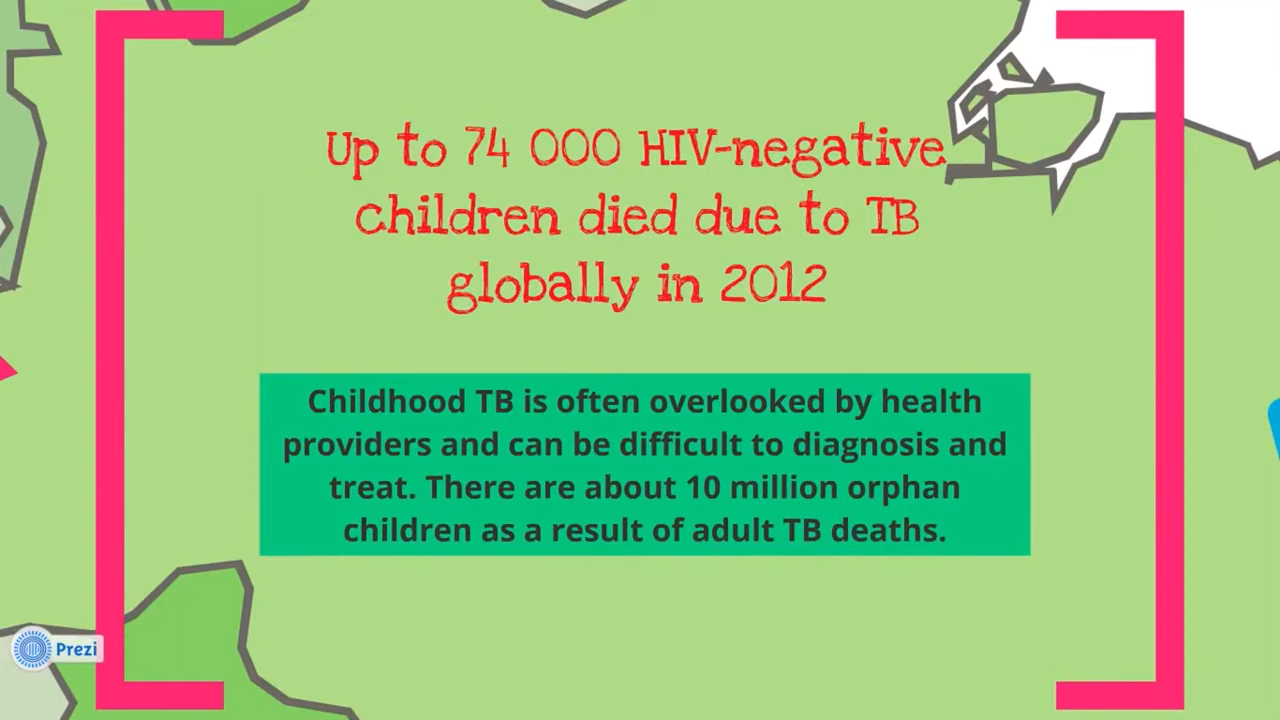 Up to 74 000 HIV-negative
children died due to TB
globally in 2012
Childhood TB is often overlooked by health
providers and can be difficult to diagnosis and
treat. There are about 10 million orphan
children as a result of adult TB deaths.
Prezi